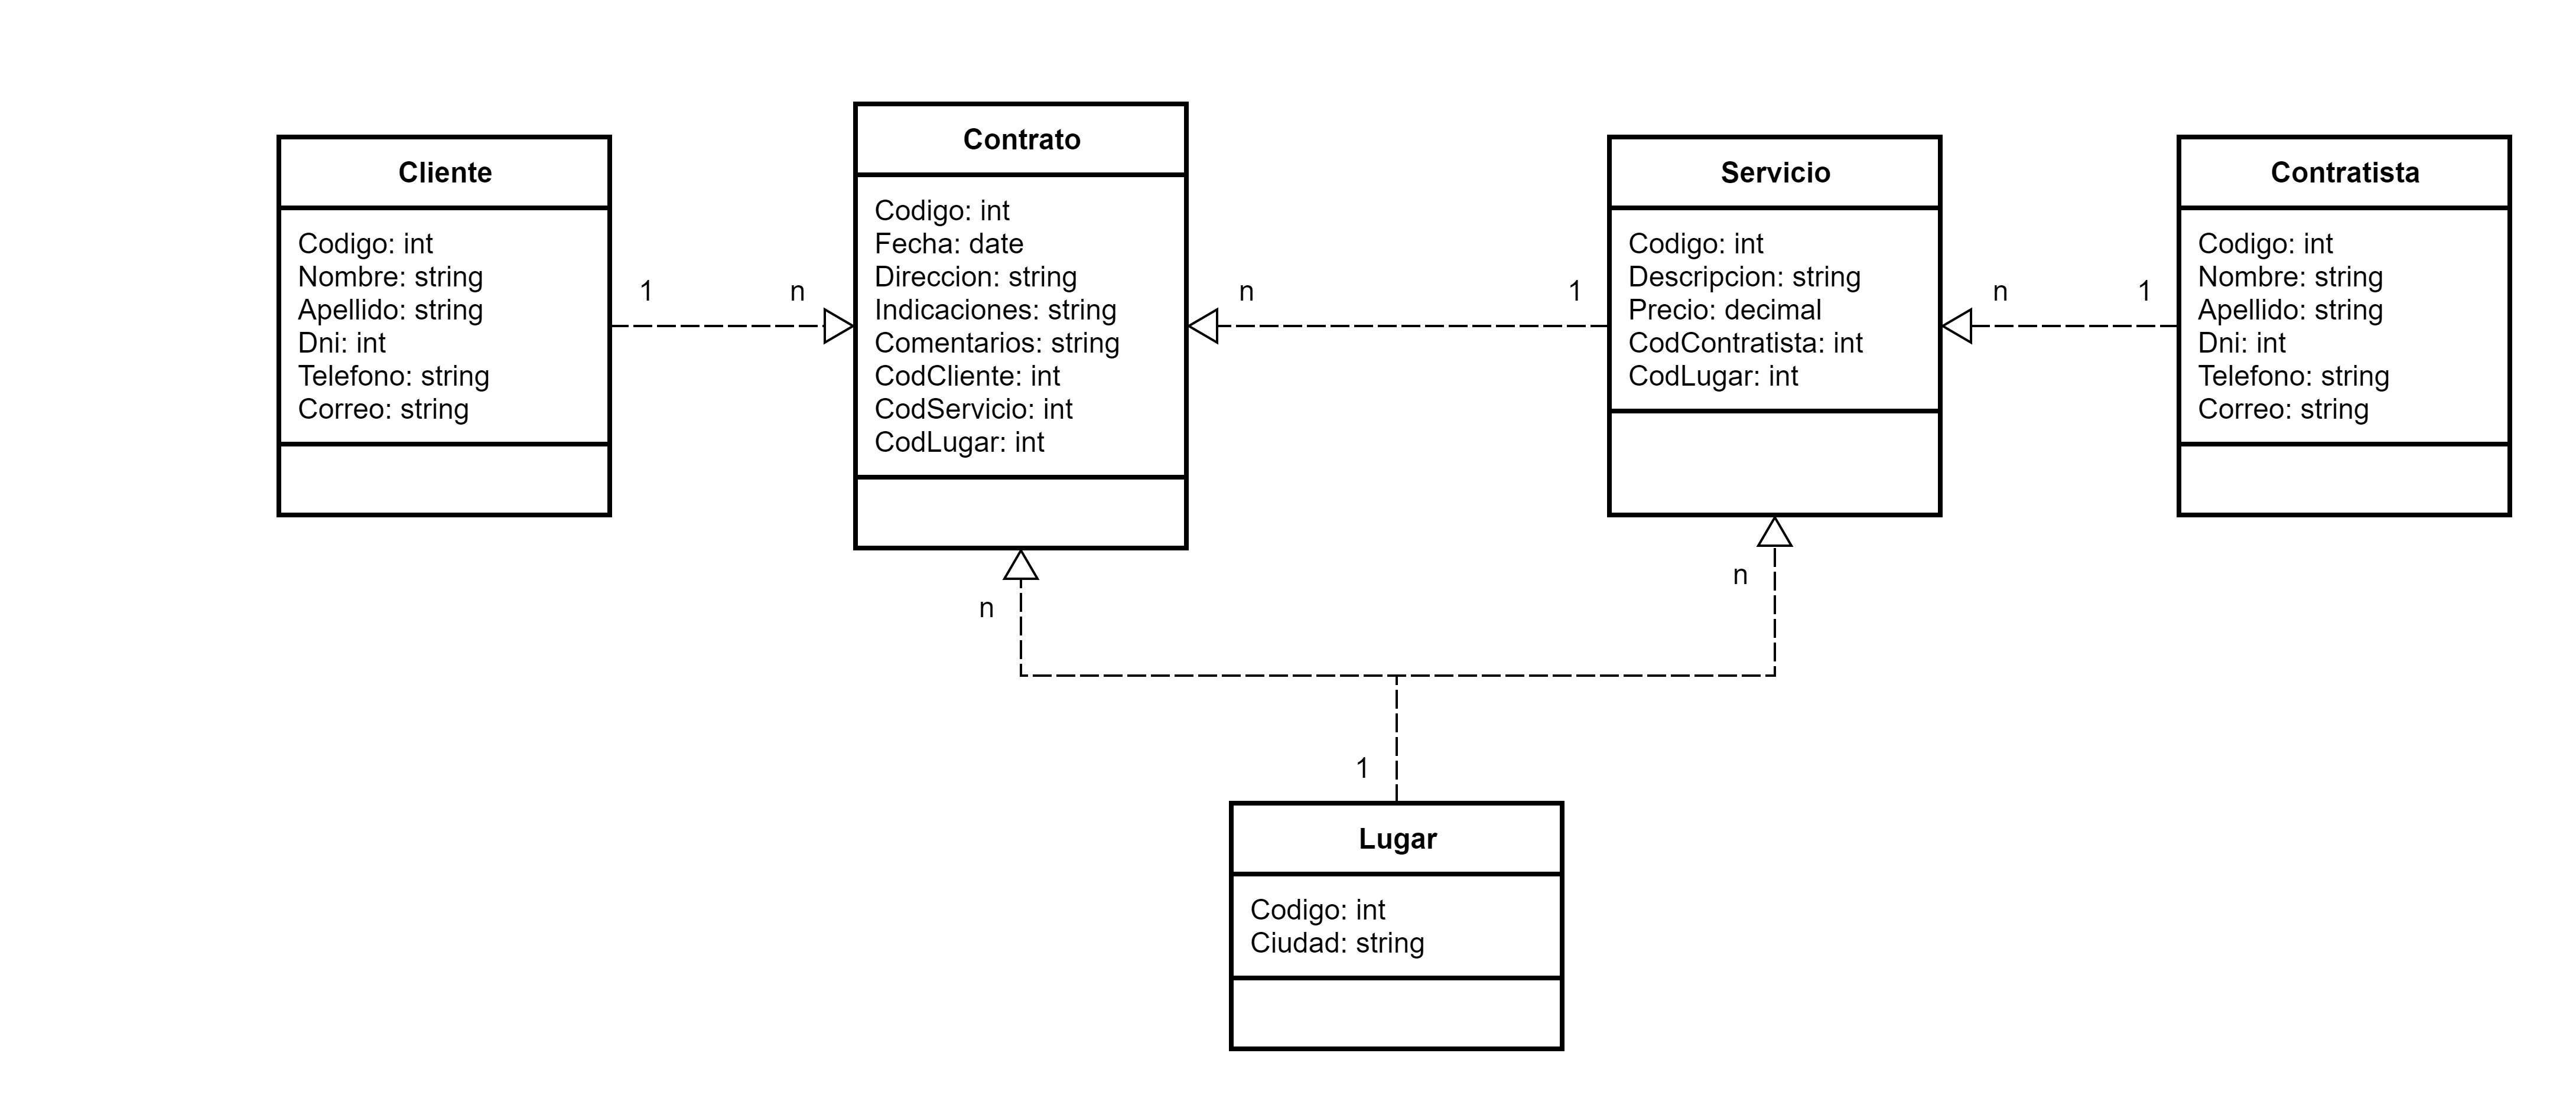 Cliente
Codigo: int
Nombre: string
Apellido: string
Dni: int
Telefono: string
Correo: string
1
n
Contrato
Codigo: int
Fecha: date
Direccion: string
Indicaciones: string
Comentarios: string
CodCliente: int
CodServicio: int
CodLugar: int
n
1
Servicio
Codigo: int
Descripcion: string
Precio: decimal
CodContratista: int
CodLugar: int
n
1
Contratista
Codigo: int
Nombre: string
Apellido: string
Dni: int
Telefono: string
Correo: string
n
n
1
Lugar
Codigo: int
Ciudad: string